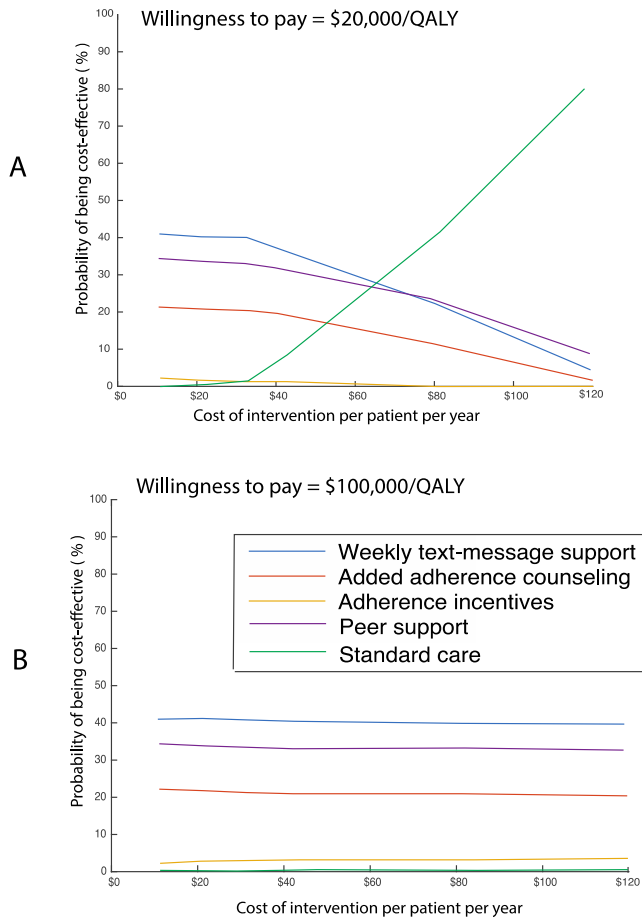 Willingness to pay = $20,000/QALY
A
Probability of being cost-effective ( % )
100
90
80
70
60
50
40
30
20
10
0
$0
$20
$40
$60
$80
$100
$120
Cost of intervention per patient per year
Willingness to pay = $100,000/QALY
B
Probability of being cost-effective ( % )
100
90
80
70
60
50
40
30
20
10
0
Weekly text-message support
Added adherence counseling
Adherence incentives
Peer support
Standard care
$0
$20
$40
$60
$80
$100
$120
Cost of intervention per patient per year